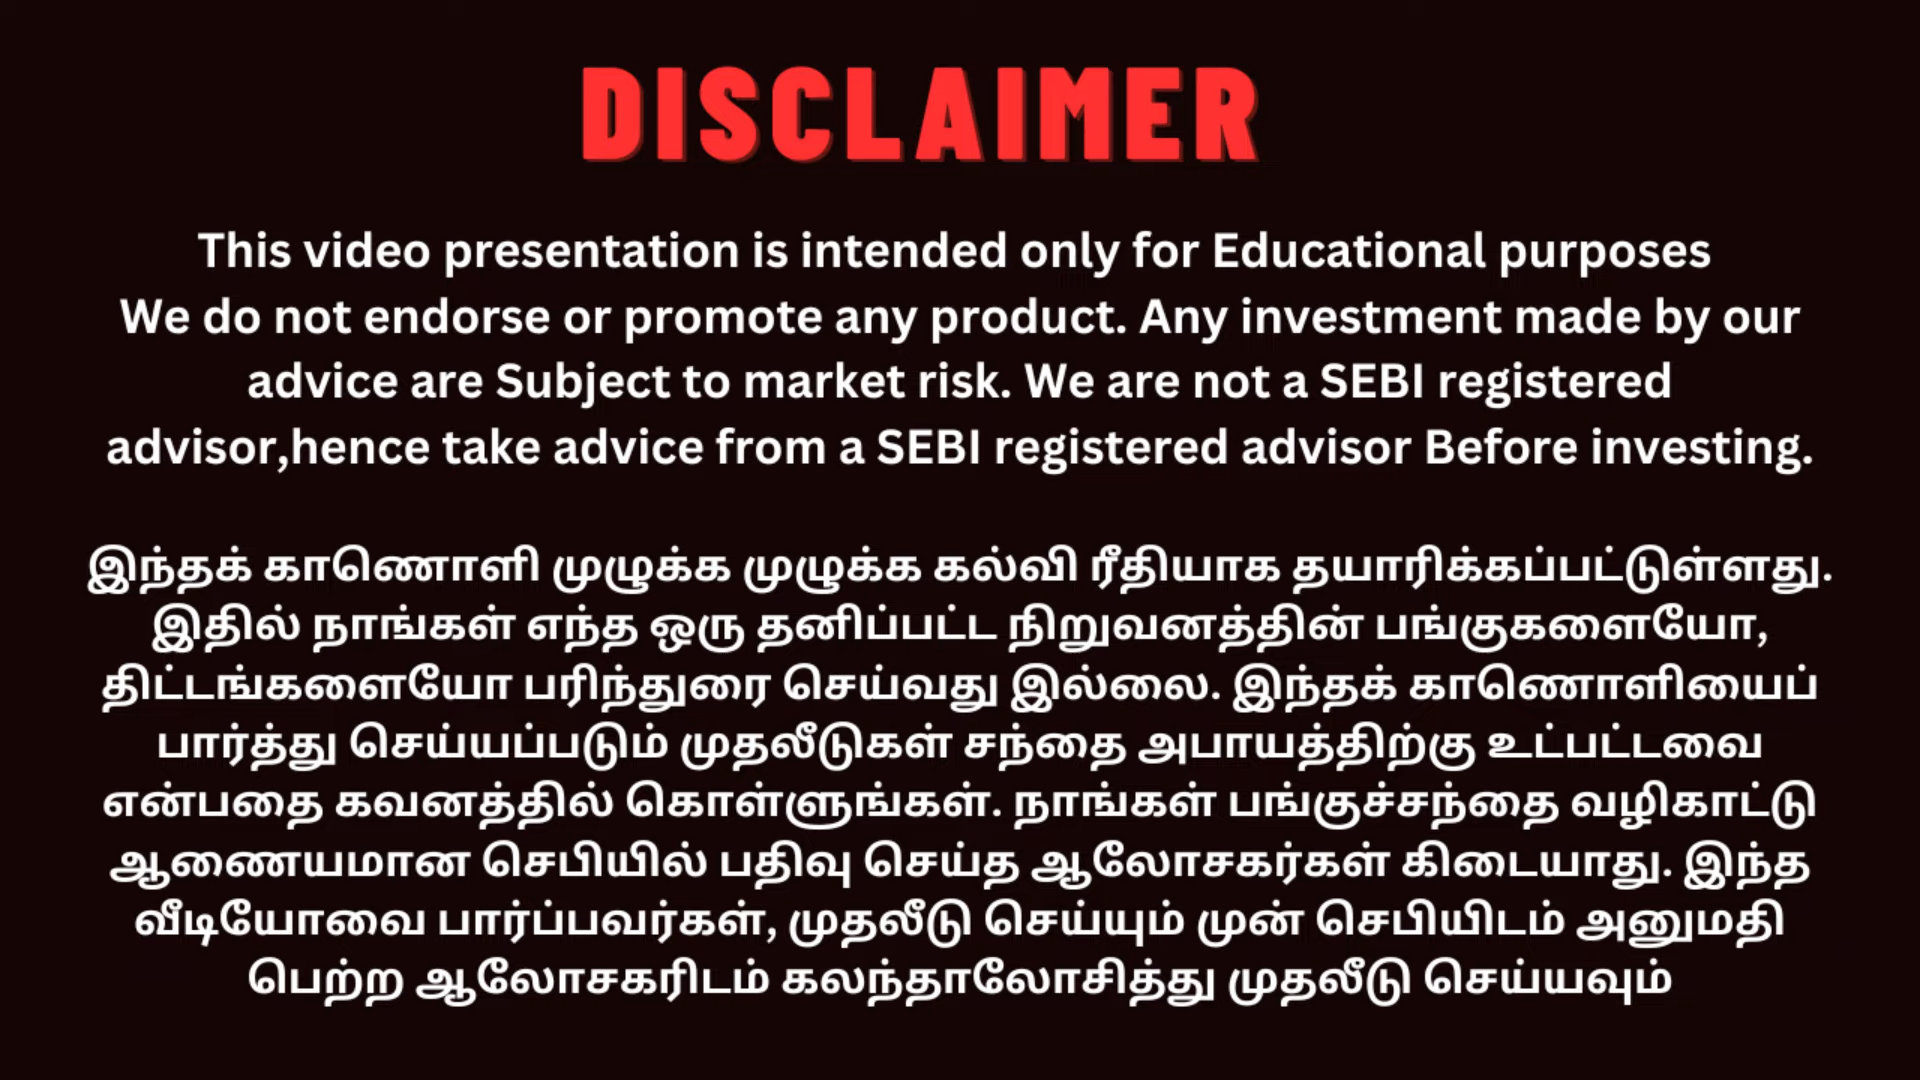 DISCLAIMER
This video presentation is intended only for Educational purposes
We do not endorse or promote any product. Any investment made by our
advice are Subject to market risk. We are not a SEBI registered
advisor,hence take advice from a SEBI registered advisor Before investing.
இந்தக் காணொளி முழுக்க முழுக்க கல்வி ரீதியாக தயாரிக்கப்பட்டுள்ளது.
இதில் நாங்கள் எந்த ஒரு தனிப்பட்ட நிறுவனத்தின் பங்குகளையோ,
திட்டங்களையோ பரிந்துரை செய்வது இல்லை. இந்தக் காணொளியைப்
பார்த்து செய்யப்படும் முதலீடுகள் சந்தை அபாயத்திற்கு உட்பட்டவை
என்பதை கவனத்தில் கொள்ளுங்கள். நாங்கள் பங்குச்சந்தை வழிகாட்டு
ஆணையமான செபியில் பதிவு செய்த ஆலோசகர்கள் கிடையாது. இந்த
வீடியோவை பார்ப்பவர்கள், முதலீடு செய்யும் முன் செபியிடம் அனுமதி
பெற்ற ஆலோசகரிடம் கலந்தாலோசித்து முதலீடு செய்யவும்